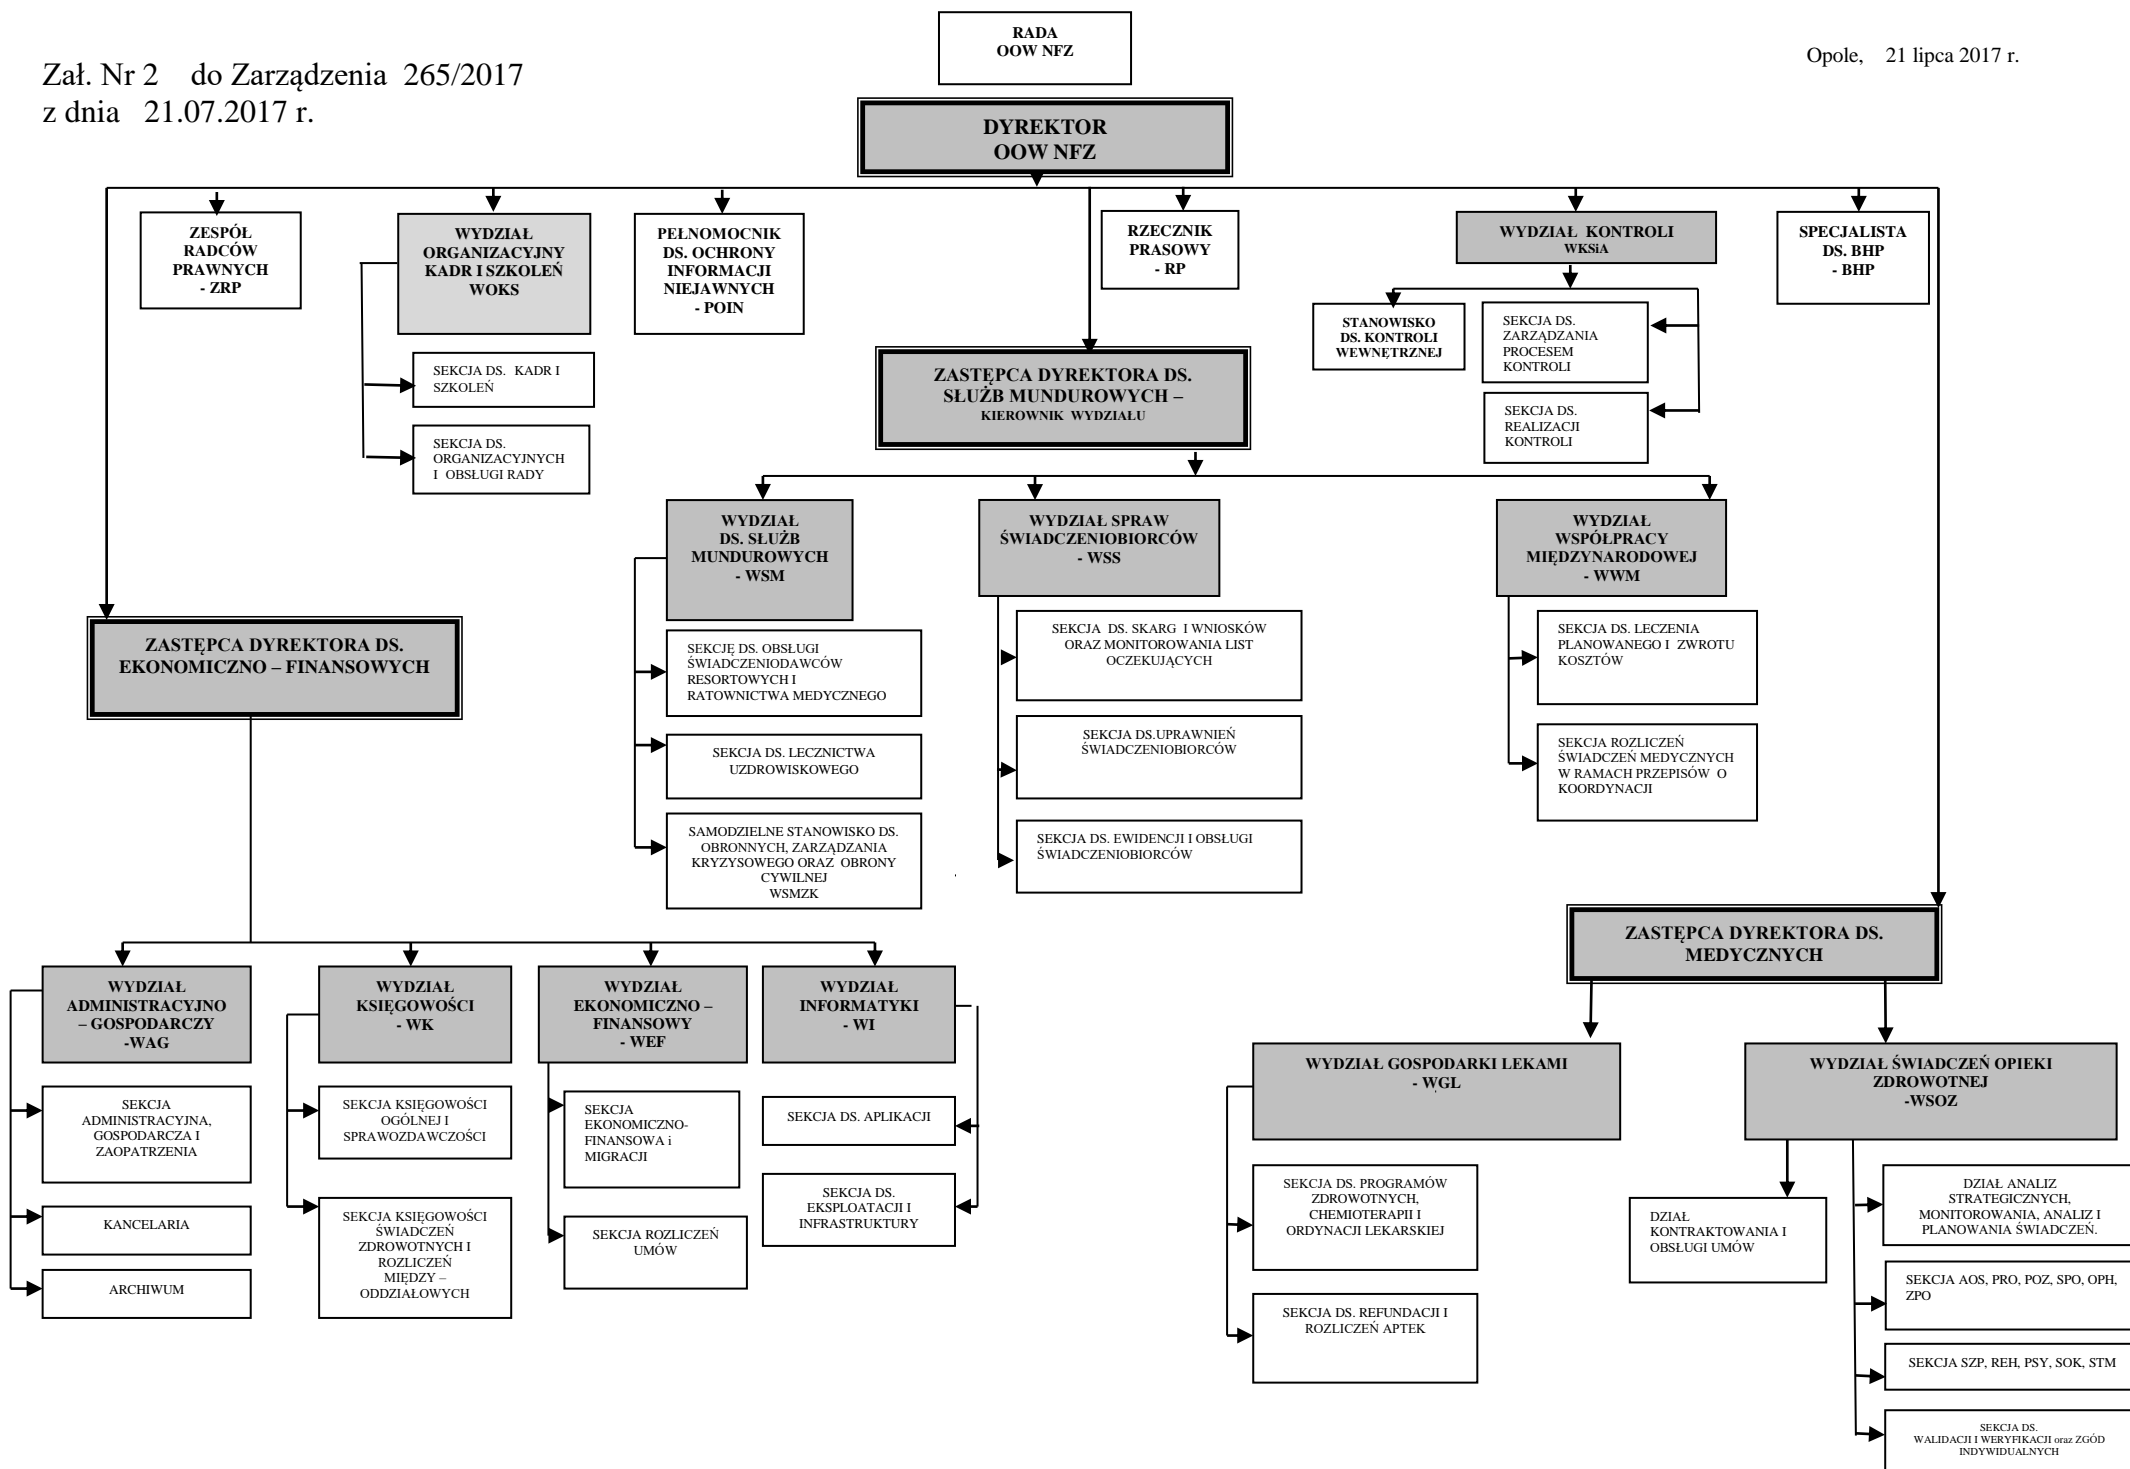 RADA
OOW NFZ
Opole, 21 lipca 2017 r.
Zał. Nr 2 do Zarządzenia 265/2017
z dnia 21.07.2017 r.
DYREKTOR
OOW NFZ
ZESPÓŁ
RADCÓW
PRAWNYCH
- ZRP
WYDZIAŁ
ORGANIZACYJNY
KADR I SZKOLEŃ
WOKS
PEŁNOMOCNIK
DS. OCHRONY
INFORMACJI
NIEJAWNYCH
- POIN
RZECZNIK
PRASOWY
- RP
WYDZIAŁ KONTROLI
WKSiA
SPECJALISTA
DS. BHP
- BHP
STANOWISKO
DS. KONTROLI
WEWNĘTRZNEJ
SEKCJA DS.
ZARZĄDZANIA
PROCESEM
KONTROLI
SEKCJA DS.
REALIZACJI
KONTROLI
SEKCJA DS. KADR I
SZKOLEŃ
SEKCJA DS.
ORGANIZACYJNYCH
I OBSŁUGI RADY
ZASTĘPCA DYREKTORA DS.
SŁUŻB MUNDUROWYCH –
KIEROWNIK WYDZIAŁU
WYDZIAŁ
DS. SŁUŻB
MUNDUROWYCH
- WSM
WYDZIAŁ SPRAW
ŚWIADCZENIOBIORCÓW
- WSS
WYDZIAŁ
WSPÓŁPRACY
MIĘDZYNARODOWEJ
- WWM
SEKCJĘ DS. OBSŁUGI
ŚWIADCZENIODAWCÓW
RESORTOWYCH I
RATOWNICTWA MEDYCZNEGO
SEKCJA DS. LECZNICTWA
UZDROWISKOWEGO
SAMODZIELNE STANOWISKO DS.
OBRONNYCH, ZARZĄDZANIA
KRYZYSOWEGO ORAZ OBRONY
CYWILNEJ
WSMZK
SEKCJA DS. SKARG I WNIOSKÓW
ORAZ MONITOROWANIA LIST
OCZEKUJĄCYCH
SEKCJA DS.UPRAWNIEŃ
ŚWIADCZENIOBIORCÓW
SEKCJA DS. EWIDENCJI I OBSŁUGI
ŚWIADCZENIOBIORCÓW
SEKCJA DS. LECZENIA
PLANOWANEGO I ZWROTU
KOSZTÓW
SEKCJA ROZLICZEŃ
ŚWIADCZEŃ MEDYCZNYCH
W RAMACH PRZEPISÓW O
KOORDYNACJI
ZASTĘPCA DYREKTORA DS.
EKONOMICZNO – FINANSOWYCH
WYDZIAŁ
ADMINISTRACYJNO
– GOSPODARCZY
-WAG
WYDZIAŁ
KSIĘGOWOŚCI
- WK
WYDZIAŁ
EKONOMICZNO –
FINANSOWY
- WEF
WYDZIAŁ
INFORMATYKI
- WI
SEKCJA
ADMINISTRACYJNA,
GOSPODARCZA I
ZAOPATRZENIA
KANCELARIA
ARCHIWUM
SEKCJA KSIĘGOWOŚCI
OGÓLNEJ I
SPRAWOZDAWCZOŚCI
SEKCJA KSIĘGOWOŚCI
ŚWIADCZEŃ
ZDROWOTNYCH I
ROZLICZEŃ
MIĘDZY –
ODDZIAŁOWYCH
SEKCJA
EKONOMICZNO-
FINANSOWA i
MIGRACJI
SEKCJA ROZLICZEŃ
UMÓW
SEKCJA DS. APLIKACJI
SEKCJA DS.
EKSPLOATACJI I
INFRASTRUKTURY
ZASTĘPCA DYREKTORA DS.
MEDYCZNYCH
WYDZIAŁ GOSPODARKI LEKAMI
- WGL
WYDZIAŁ ŚWIADCZEŃ OPIEKI
ZDROWOTNEJ
-WSOZ
SEKCJA DS. PROGRAMÓW
ZDROWOTNYCH,
CHEMIOTERAPII I
ORDYNACJI LEKARSKIEJ
SEKCJA DS. REFUNDACJI I
ROZLICZEŃ APTEK
DZIAŁ
KONTRAKTOWANIA I
OBSŁUGI UMÓW
DZIAŁ ANALIZ
STRATEGICZNYCH,
MONITOROWANIA, ANALIZ I
PLANOWANIA ŚWIADCZEŃ.
SEKCJA AOS, PRO, POZ, SPO, OPH,
ZPO
SEKCJA SZP, REH, PSY, SOK, STM
SEKCJA DS.
WALIDACJI I WERYFIKACJI oraz ZGÓD
INDYWIDUALNYCH